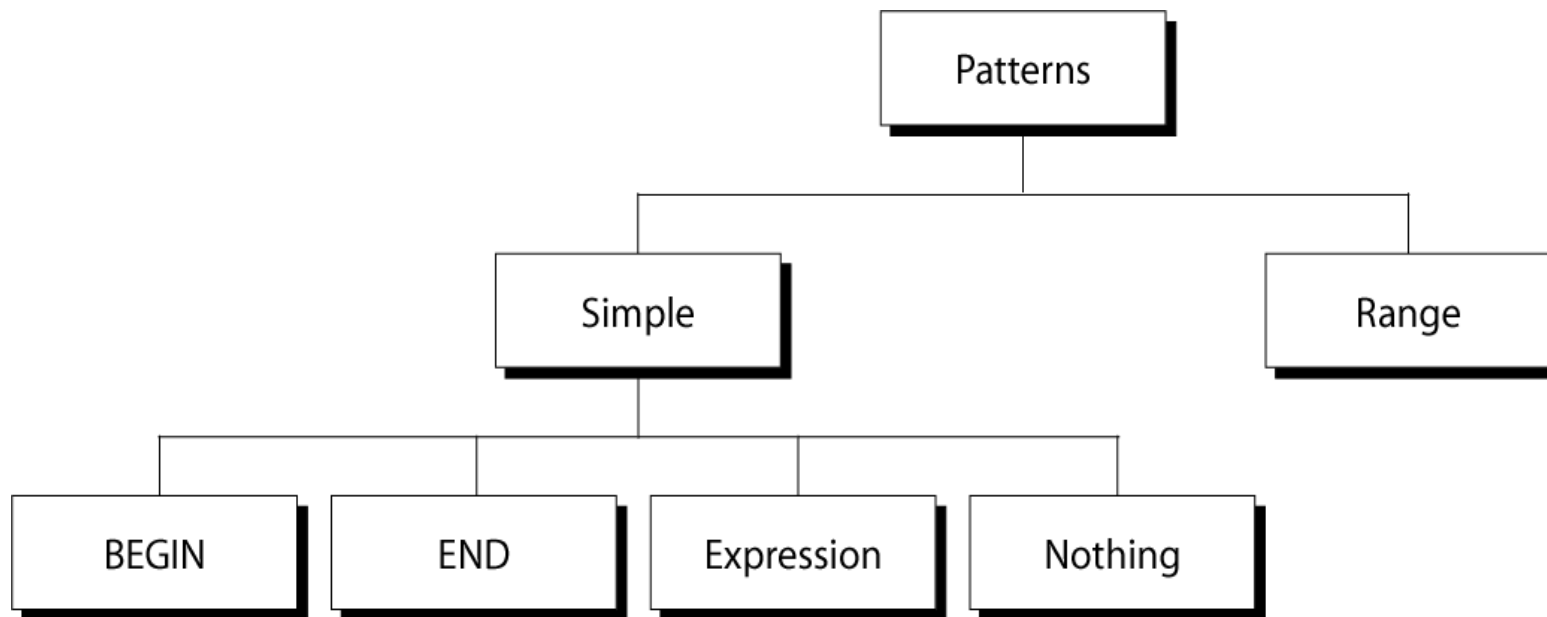 Patterns
Simple
Range
BEGIN
END
Expression
Nothing